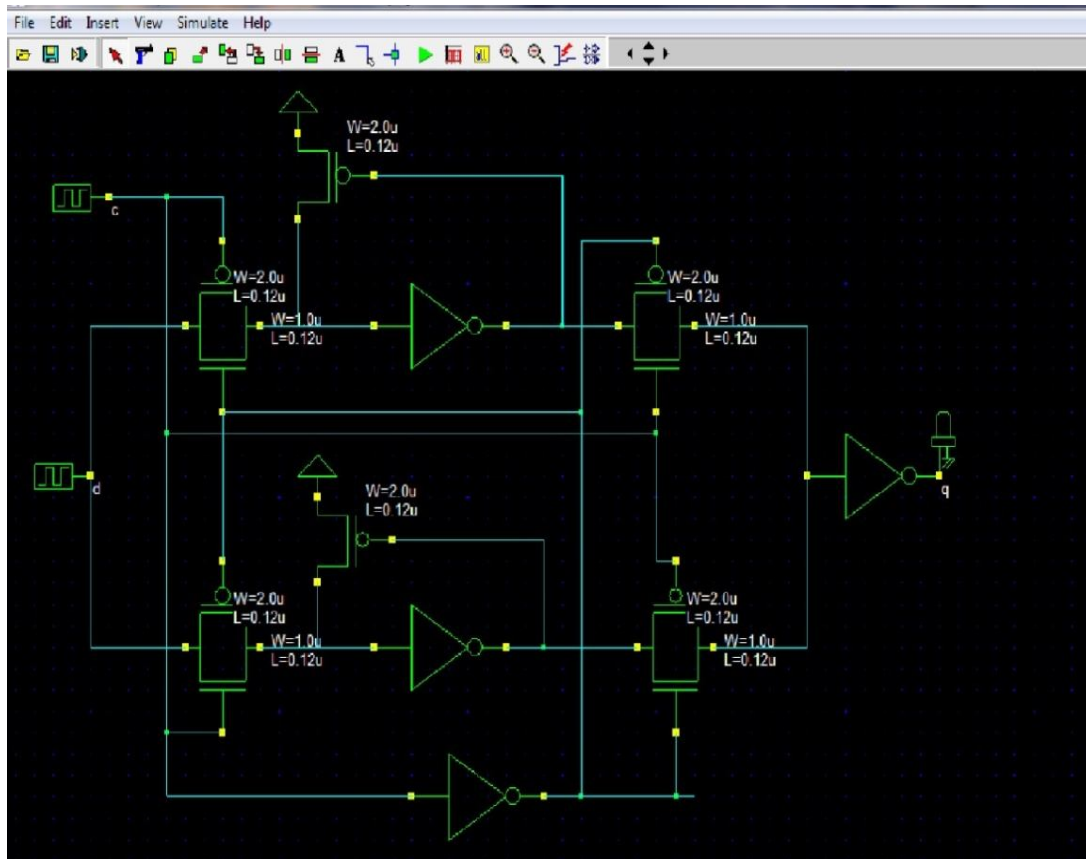 File Edit Insert View Simulate Help
A
W=2.0u
L=0.12u
c
W=2.0u
L=0.12u
W=1.0u
L=0.12u
W=2.0u
L=0.12u
W=1.0u
L=0.12u
d
W=2.0u
L=0.12u
q
W=2.0u
L=0.12u
W=1.0u
L=0.12u
W=2.0u
L=0.12u
W=1.0u
L=0.12u